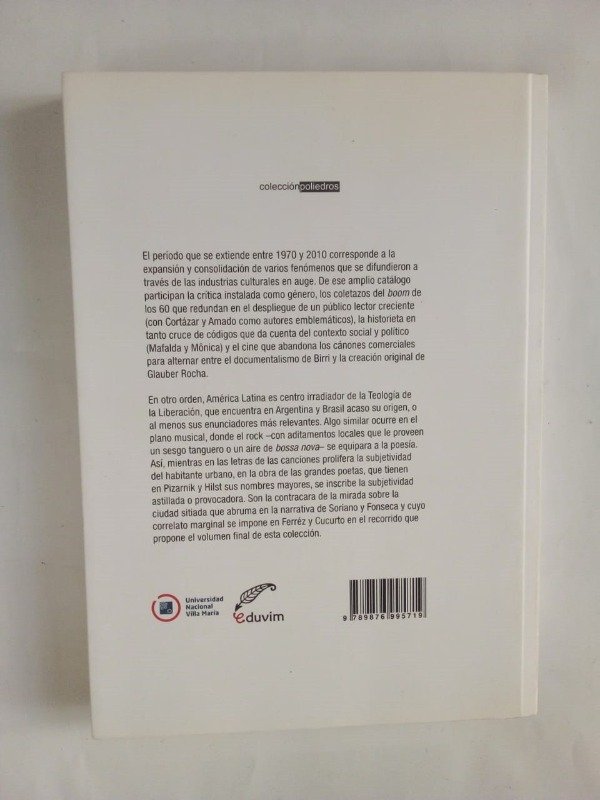 colecciónpoliedros
El periodo que se extiende entre 1970 y 2010 corresponde a la
expansión y consolidación de varios fenómenos que se difundieron a
través de las industrias culturales en auge. De ese amplio catálogo
participan la crítica instalada como género, los coletazos del boom de
los 60 que redundan en el despliegue de un público lector creciente
(con Cortázar y Amado como autores emblemáticos), la historieta en
tanto cruce de códigos que da cuenta del contexto social y político
(Mafalda y Mônica) y el cine que abandona los cánones comerciales
para alternar entre el documentalismo de Birri y la creación original de
Glauber Rocha.
En otro orden, América Latina es centro irradiador de la Teología de
la Liberación, que encuentra en Argentina y Brasil acaso su origen, o
al menos sus enunciadores más relevantes. Algo similar ocurre en el
plano musical, donde el rock –con aditamentos locales que le proveen
un sesgo tanguero o un aire de bossa nova– se equipara a la poesía.
Así, mientras en las letras de las canciones prolifera la subjetividad
del habitante urbano, en la obra de las grandes poetas, que tienen
en Pizarnik y Hilst sus nombres mayores, se inscribe la subjetividad
astillada o provocadora. Son la contracara de la mirada sobre la
ciudad sitiada que abruma en la narrativa de Soriano y Fonseca y cuyo
correlato marginal se impone en Ferréz y Cucurto en el recorrido que
propone el volumen final de esta colección.
Universidad
Nacional
Villa María
eduvim
9 789876 995719